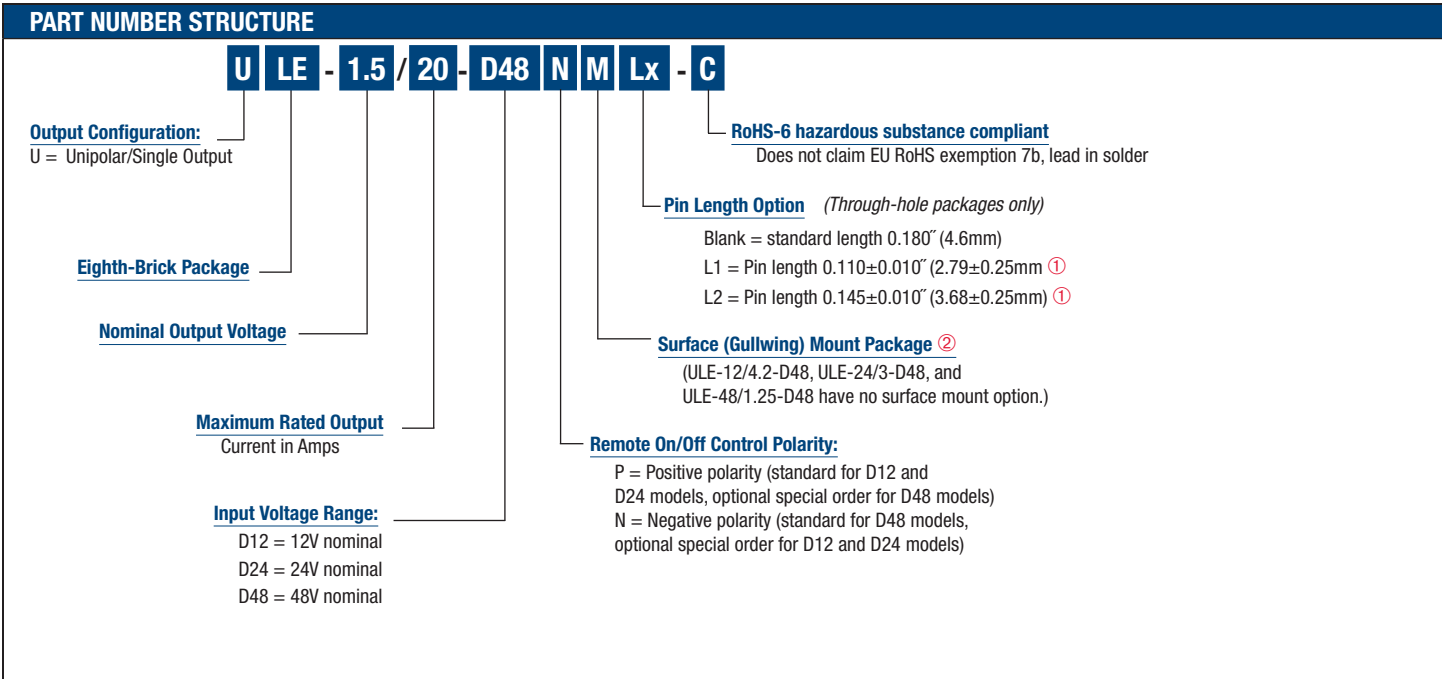 PART NUMBER STRUCTURE
U LE - 1.5 / 20 - D48 N M Lx - C
Output Configuration:
U = Unipolar/Single Output
RoHS-6 hazardous substance compliant
Does not claim EU RoHS exemption 7b, lead in solder
Pin Length Option (Through-hole packages only)
Blank = standard length 0.180˝ (4.6mm)
L1 = Pin length 0.110±0.010˝ (2.79±0.25mm ①
L2 = Pin length 0.145±0.010˝ (3.68±0.25mm) ①
Eighth-Brick Package
Nominal Output Voltage
Surface (Gullwing) Mount Package ②
(ULE-12/4.2-D48, ULE-24/3-D48, and
ULE-48/1.25-D48 have no surface mount option.)
Maximum Rated Output
Current in Amps
Remote On/Off Control Polarity:
P = Positive polarity (standard for D12 and
D24 models, optional special order for D48 models)
N = Negative polarity (standard for D48 models,
optional special order for D12 and D24 models)
Input Voltage Range:
D12 = 12V nominal
D24 = 24V nominal
D48 = 48V nominal